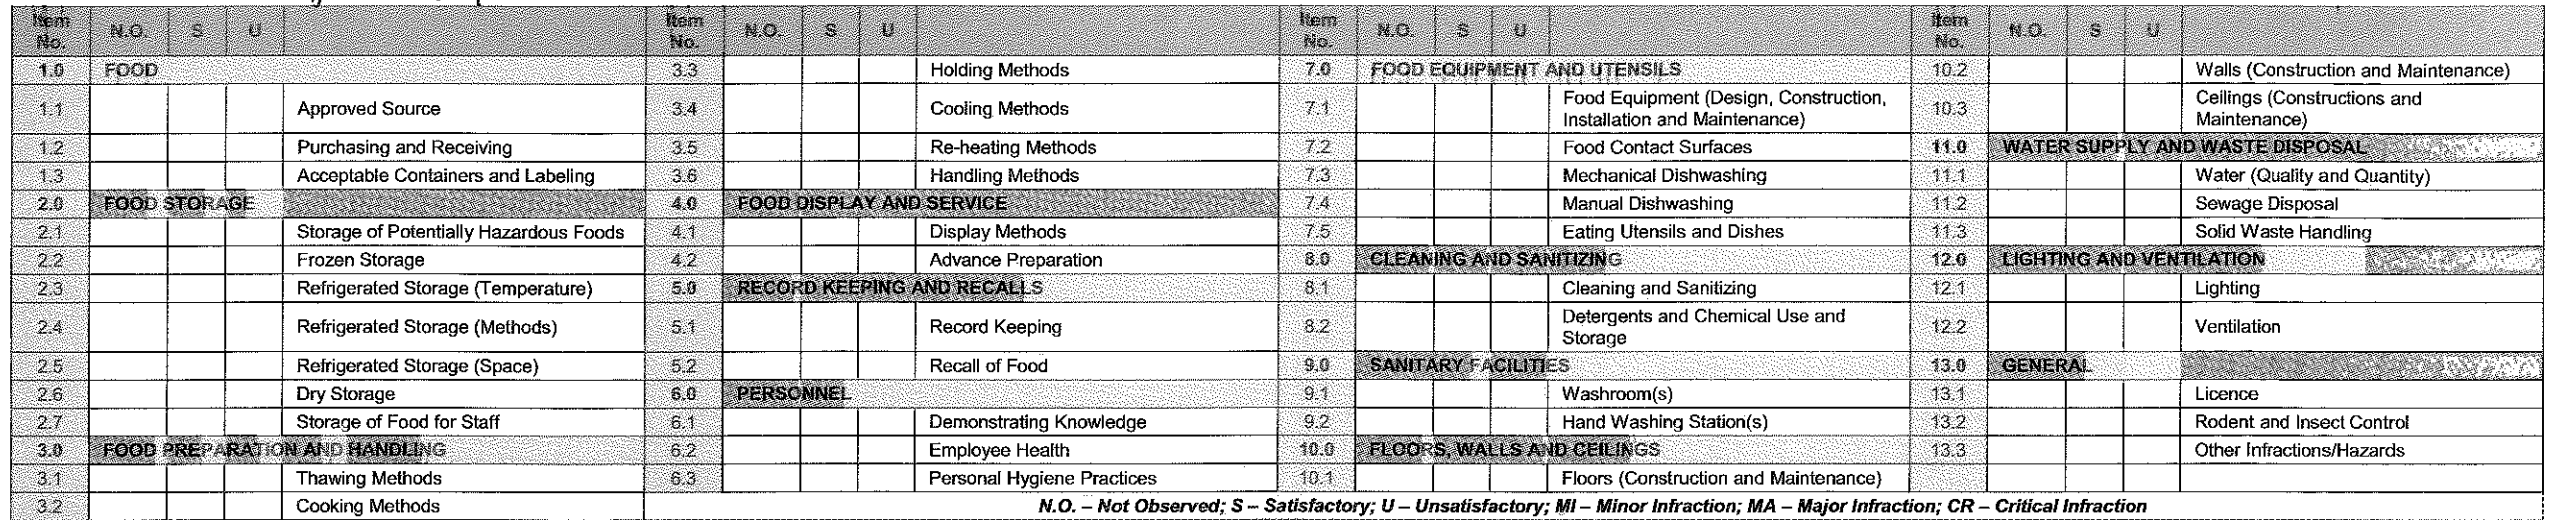 Item No. N.O. S U
1.0 FOOD
1.1 Approved Source
1.2 Purchasing and Receiving
1.3 Acceptable Containers and Labeling
2.0 FOOD STORAGE
2.1 Storage of Potentially Hazardous Foods
2.2 Frozen Storage
2.3 Refrigerated Storage (Temperature)
2.4 Refrigerated Storage (Methods)
2.5 Refrigerated Storage (Space)
2.6 Dry Storage
2.7 Storage of Food for Staff
3.0 FOOD PREPARATION AND HANDLING
3.1 Thawing Methods
3.2 Cooking Methods
Item No. N.O. S U
3.3 Holding Methods
3.4 Cooling Methods
3.5 Re-heating Methods
3.6 Handling Methods
4.0 FOOD DISPLAY AND SERVICE
4.1 Display Methods
4.2 Advance Preparation
5.0 RECORD KEEPING AND RECALLS
5.1 Record Keeping
5.2 Recall of Food
6.0 PERSONNEL
6.1 Demonstrating Knowledge
6.2 Employee Health
6.3 Personal Hygiene Practices
Item No. N.O. S U
7.0 FOOD EQUIPMENT AND UTENSILS
7.1 Food Equipment (Design, Construction,
Installation and Maintenance)
7.2 Food Contact Surfaces
7.3 Mechanical Dishwashing
7.4 Manual Dishwashing
7.5 Eating Utensils and Dishes
8.0 CLEANING AND SANITIZING
8.1 Cleaning and Sanitizing
8.2 Detergents and Chemical Use and
Storage
9.0 SANITARY FACILITIES
9.1 Washroom(s)
9.2 Hand Washing Station(s)
10.0 FLOORS, WALLS AND CEILINGS
10.1 Floors (Construction and Maintenance)
Item No. N.O. S U
10.2 Walls (Construction and Maintenance)
10.3 Ceilings (Constructions and
Maintenance)
11.0 WATER SUPPLY AND WASTE DISPOSAL
11.1 Water (Quality and Quantity)
11.2 Sewage Disposal
11.3 Solid Waste Handling
12.0 LIGHTING AND VENTILATION
12.1 Lighting
12.2 Ventilation
13.0 GENERAL
13.1 Licence
13.2 Rodent and Insect Control
13.3 Other Infractions/Hazards
N.O. – Not Observed; S – Satisfactory; U – Unsatisfactory; MI – Minor Infraction; MA – Major Infraction; CR – Critical Infraction